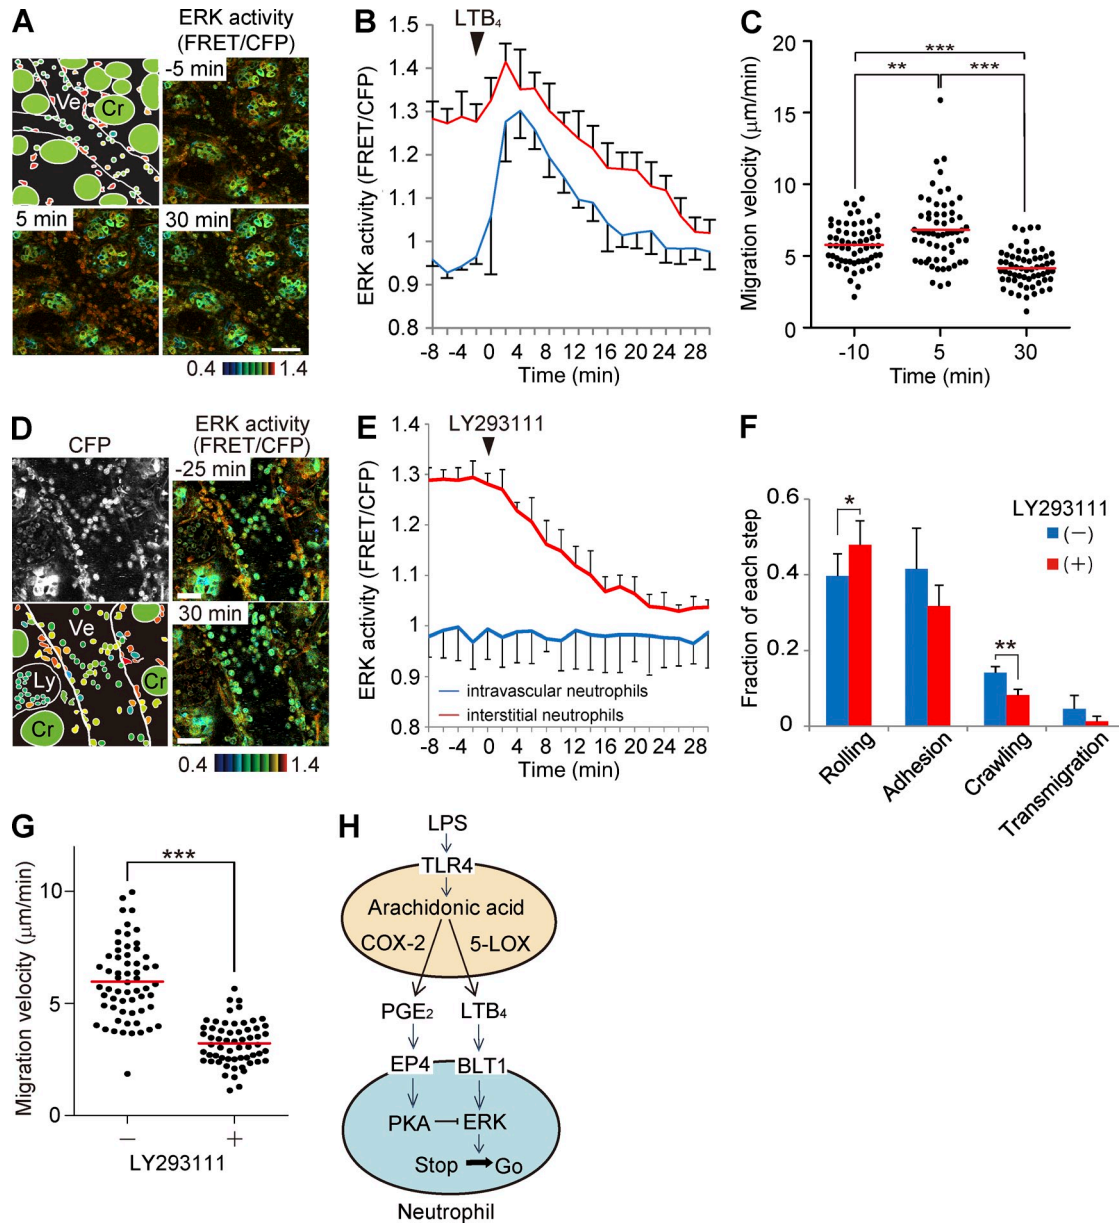 A
ERK activity
(FRET/CFP)
-5 min
Ve
Cr
5 min
30 min
0.4
1.4
B
LTB4
ERK activity (FRET/CFP)
1.5
1.4
1.3
1.2
1.1
1
0.9
0.8
-8 -4 0 4 8 12 16 20 24 28
Time (min)
C
Migration velocity (μm/min)
20
15
10
5
0
***
** ***
-10 5 30
Time (min)
D
CFP
ERK activity
(FRET/CFP)
-25 min
Ve
Ly
Cr
Cr
30 min
0.4
1.4
E
LY293111
ERK activity (FRET/CFP)
1.4
1.3
1.2
1.1
1
0.9
0.8
intravascular neutrophils
interstitial neutrophils
-8 -4 0 4 8 12 16 20 24 28
Time (min)
F
Fraction of each step
0.6
0.4
0.2
0
*
**
LY293111
(−)
(+)
Rolling
Adhesion
Crawling
Transmigration
G
Migration velocity (μm/min)
10
5
0
***
− +
LY293111
H
LPS
TLR4
Arachidonic acid
COX-2 5-LOX
PGE2 LTB4
EP4 BLT1
PKA ERK
Stop Go
Neutrophil